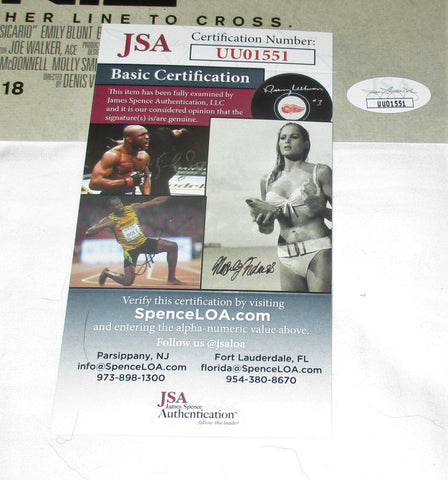 HER LINE TO CROSS.
SICARIO" EMILY BLUNT
JOE WALKER, ACE
McDONNELL MOLLY SM
DIRECTED BY DENIS V
18
JSA
Certification Number:
UU01551
Basic Certification
This item has been fully examined by
James Spence Authentication, LLC
and it is our considered opinion that the
signature(s) is/are genuine.
UU01551
Verify this certification by visiting
SpenceLOA.com
and entering the alpha-numeric value above.
Follow us @jsaloa
Parsippany, NJ
info@SpenceLOA.com
973-898-1300
Fort Lauderdale, FL
florida@SpenceLOA.com
954-380-8670
JSA
James Spence
Authentication
follow the leader